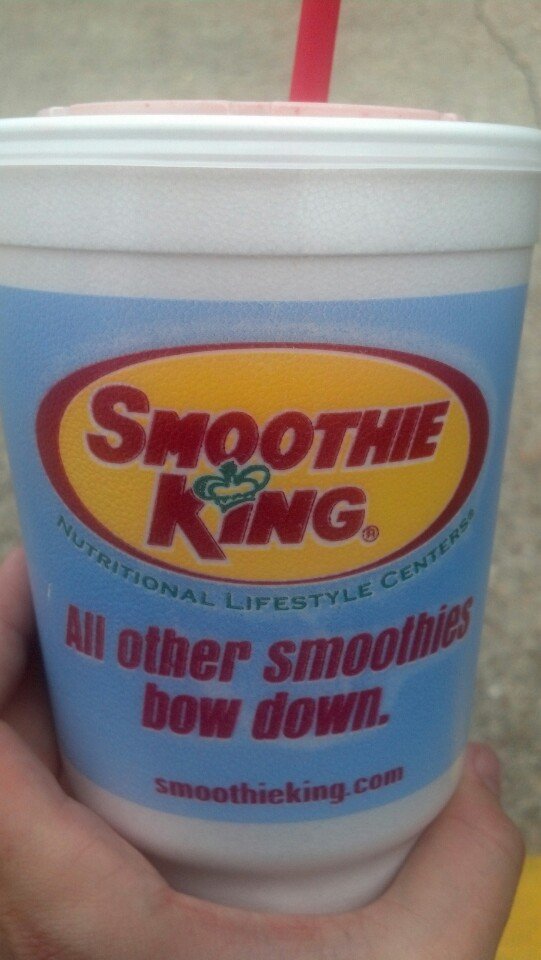 SMOOTHIE
KING®
NUTRITIONAL LIFESTYLE CENTERS®
All other smoothies
bow down.
smoothieking.com